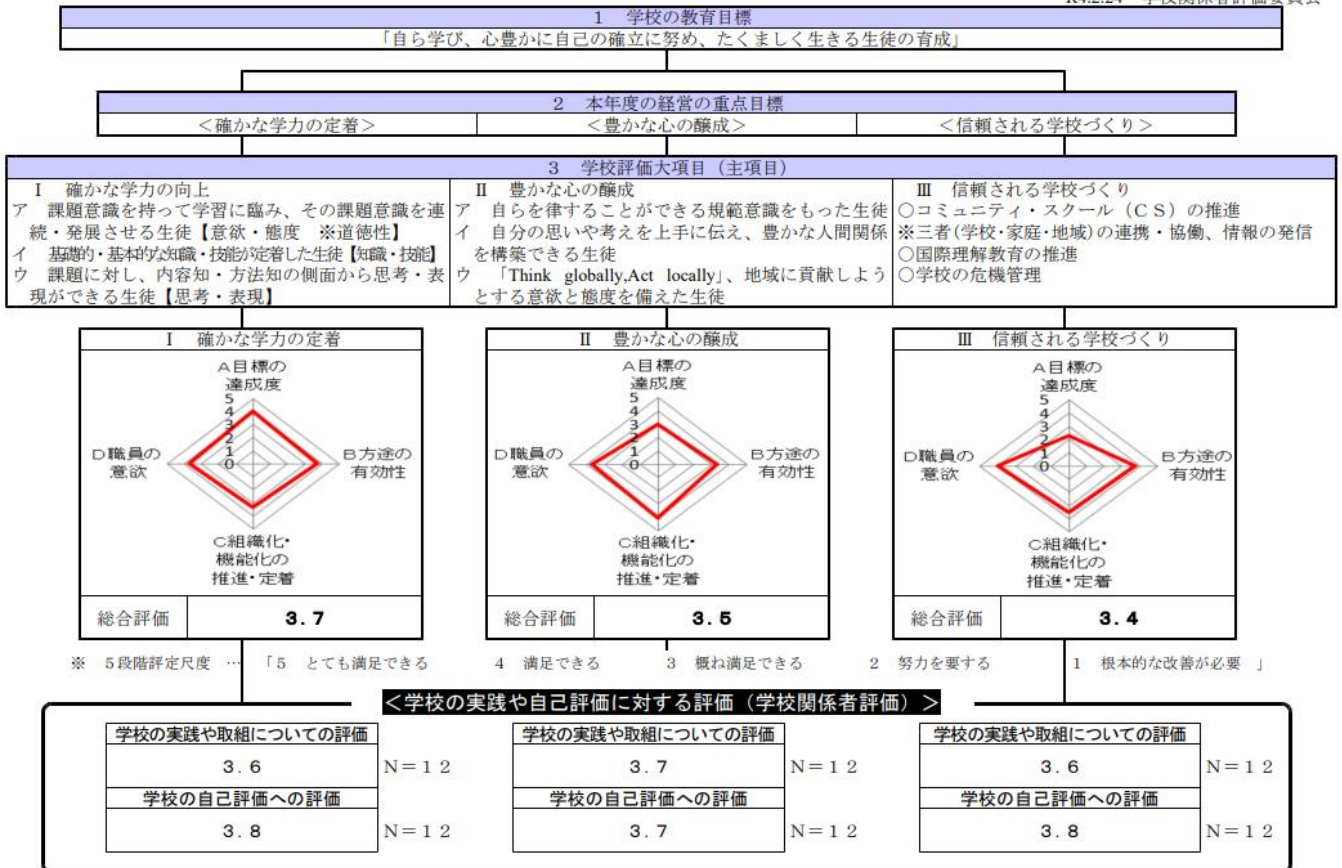 1 学校の教育目標
「自ら学び、心豊かに自己の確立に努め、たくましく生きる生徒の育成」
2 本年度の経営の重点目標
＜確かな学力の定着＞ ＜豊かな心の醸成＞ ＜信頼される学校づくり＞
3 学校評価大項目（主項目）
Ⅰ 確かな学力の向上
ア 課題意識を持って学習に臨み、その課題意識を連
続・発展させる生徒【意欲・態度 ※道徳性】
イ 基礎的・基本的な知識・技能が定着した生徒【知識・技能】
ウ 課題に対し、内容知・方法知の側面から思考・表
現ができる生徒【思考・表現】
Ⅱ 豊かな心の醸成
ア 自らを律することができる規範意識をもった生徒
イ 自分の思いや考えを上手に伝え、豊かな人間関係
を構築できる生徒
ウ 「Think globally,Act locally」、地域に貢献しよう
とする意欲と態度を備えた生徒
Ⅲ 信頼される学校づくり
○コミュニティ・スクール（ＣＳ）の推進
※三者(学校・家庭・地域)の連携・協働、情報の発信
○国際理解教育の推進
○学校の危機管理
Ⅰ 確かな学力の定着
A目標の
達成度
5
4
3
2
1
0
D職員の
意欲
B方途の
有効性
C組織化・
機能化の
推進・定着
総合評価 3.7
Ⅱ 豊かな心の醸成
A目標の
達成度
5
4
3
2
1
0
D職員の
意欲
B方途の
有効性
C組織化・
機能化の
推進・定着
総合評価 3.5
Ⅲ 信頼される学校づくり
A目標の
達成度
5
4
3
2
1
0
D職員の
意欲
B方途の
有効性
C組織化・
機能化の
推進・定着
総合評価 3.4
※ 5段階評定尺度 … 「5 とても満足できる 4 満足できる 3 概ね満足できる 2 努力を要する 1 根本的な改善が必要 」
＜学校の実践や自己評価に対する評価（学校関係者評価）＞
学校の実践や取組についての評価
3.6 N＝12
学校の自己評価への評価
3.8 N＝12
学校の実践や取組についての評価
3.7 N＝12
学校の自己評価への評価
3.7 N＝12
学校の実践や取組についての評価
3.6 N＝12
学校の自己評価への評価
3.8 N＝12